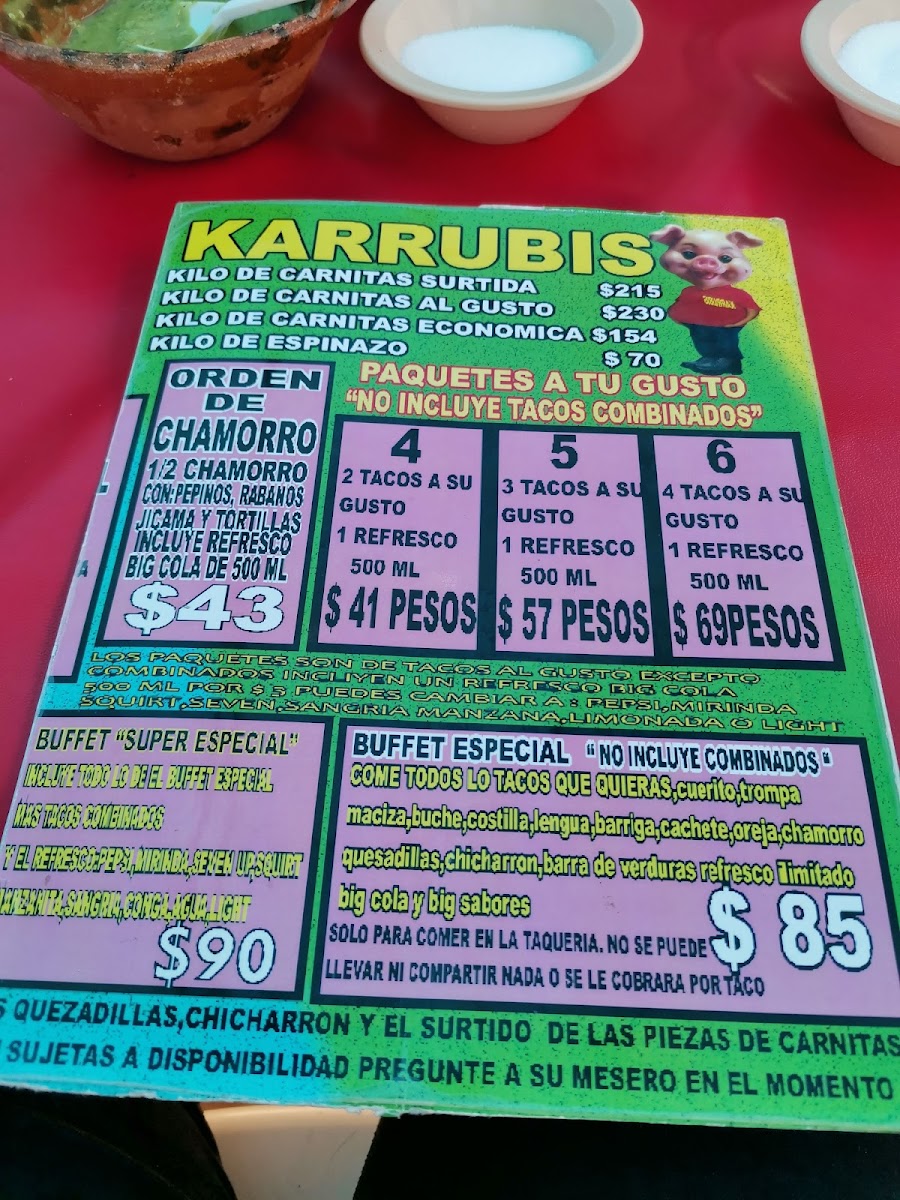 KARRUBIS
KILO DE CARNITAS SURTIDA $215
KILO DE CARNITAS AL GUSTO $230
KILO DE CARNITAS ECONOMICA $154
KILO DE ESPINAZO $ 70
ORDEN
DE
CHAMORRO
1/2 CHAMORRO
CON:PEPINOS, RABANOS
JICAMA Y TORTILLAS
INCLUYE REFRESCO
BIG COLA DE 500 ML
$43
PAQUETES A TU GUSTO
"NO INCLUYE TACOS COMBINADOS"
4
2 TACOS A SU
GUSTO
1 REFRESCO
500 ML
$ 41 PESOS
5
3 TACOS A SU
GUSTO
1 REFRESCO
500 ML
$ 57 PESOS
6
4 TACOS A SU
GUSTO
1 REFRESCO
500 ML
$ 69PESOS
LOS PAQUETES SON DE TACOS AL GUSTO EXCEPTO
COMBINADOS INCLUYEN UN REFRESCO BIG COLA
500 ML POR $ 5 PUEDES CAMBIAR A : PEPSI,MIRINDA
SQUIRT,SEVEN,SANGRIA MANZANA,LIMONADA O LIGHT
BUFFET "SUPER ESPECIAL"
INCLUYE TODO LO DE EL BUFFET ESPECIAL
MAS TACOS COMBINADOS
Y EL REFRESCO:PEPSI,MIRINDA,SEVEN UP,SQUIRT
MANZANITA,SANGRIA,CONGA,AGUA,LIGHT
$90
BUFFET ESPECIAL "NO INCLUYE COMBINADOS"
COME TODOS LO TACOS QUE QUIERAS,cuerito,trompa
maciza,buche,costilla,lengua,barriga,cachete,oreja,chamorro
quesadillas,chicharron,barra de verduras refresco ilimitado
big cola y big sabores
$ 85
SOLO PARA COMER EN LA TAQUERIA. NO SE PUEDE
LLEVAR NI COMPARTIR NADA O SE LE COBRARA POR TACO
QUEZADILLAS,CHICHARRON Y EL SURTIDO DE LAS PIEZAS DE CARNITAS
SUJETAS A DISPONIBILIDAD PREGUNTE A SU MESERO EN EL MOMENTO